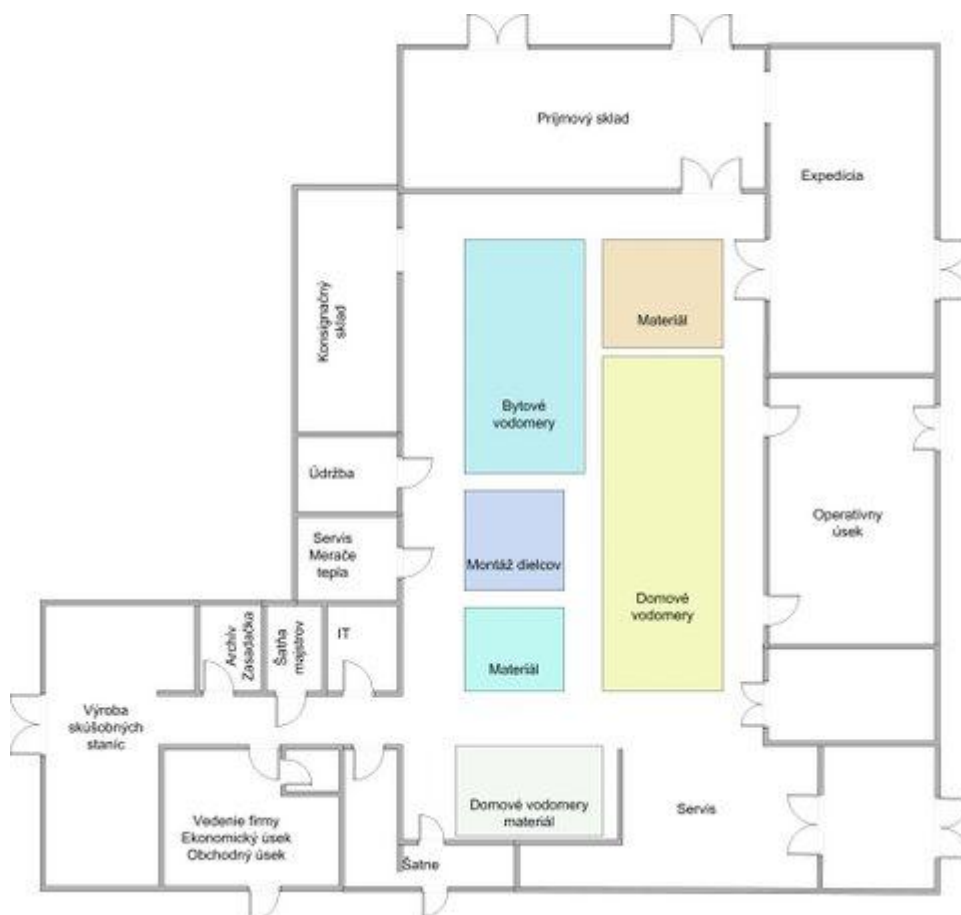 Príjmový sklad
Expedícia
Konsignačný
sklad
Materiál
Bytové
vodomery
Údržba
Servis
Merače
tepla
Montáž dielcov
Operatívny
úsek
Domové
vodomery
Archív
Zasadačka
Šatňa
majstrov
IT
Materiál
Výroba
skúšobných
staníc
Vedenie firmy
Ekonomický úsek
Obchodný úsek
Domové vodomery
materiál
Servis
Šatne